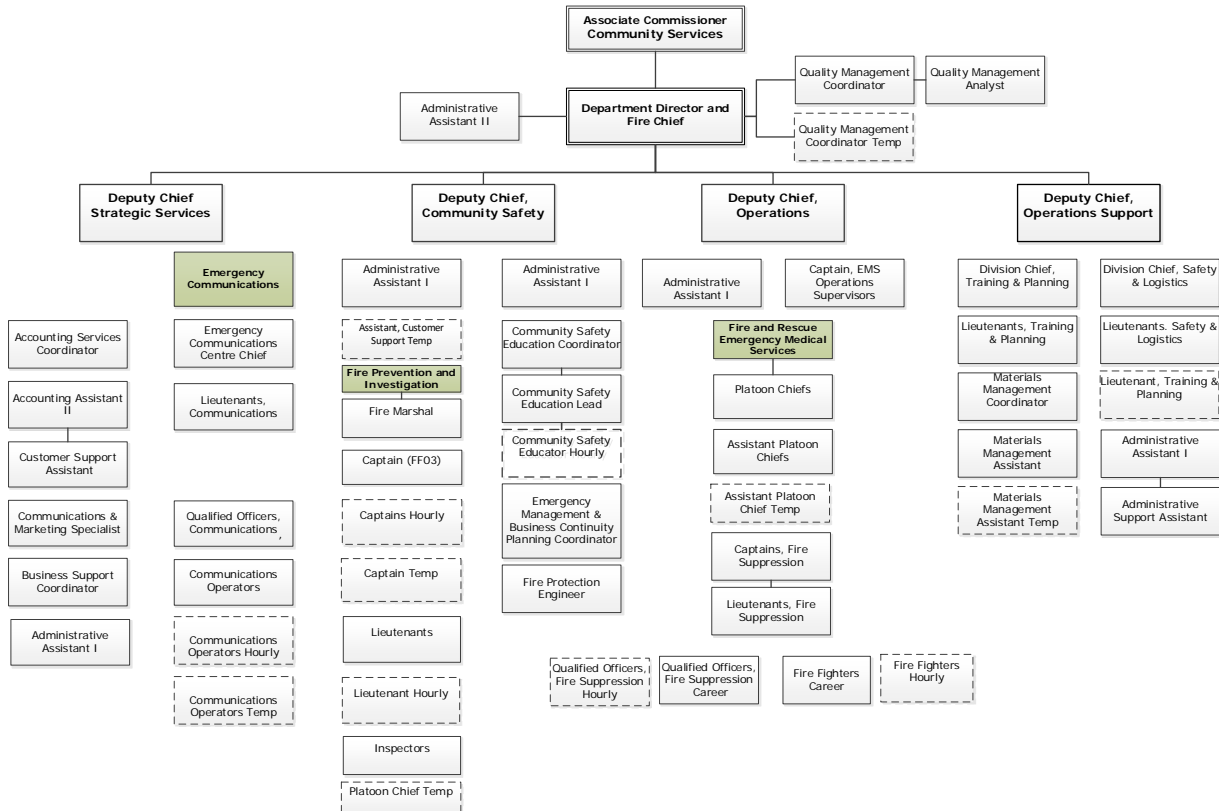 Associate Commissioner
Community Services
Quality Management
Coordinator
Quality Management
Analyst
Administrative
Assistant II
Department Director and
Fire Chief
Quality Management
Coordinator Temp
Deputy Chief
Strategic Services
Deputy Chief,
Community Safety
Deputy Chief,
Operations
Deputy Chief,
Operations Support
Accounting Services
Coordinator
Accounting Assistant
II
Customer Support
Assistant
Communications &
Marketing Specialist
Business Support
Coordinator
Administrative
Assistant I
Emergency
Communications
Emergency
Communications
Centre Chief
Lieutenants,
Communications
Qualified Officers,
Communications ,
Communications
Operators
Communications
Operators Hourly
Communications
Operators Temp
Administrative
Assistant I
Assistant, Customer
Support Temp
Fire Prevention and
Investigation
Fire Marshal
Captain (FF03)
Captains Hourly
Captain Temp
Lieutenants
Lieutenant Hourly
Inspectors
Platoon Chief Temp
Administrative
Assistant I
Community Safety
Education Coordinator
Community Safety
Education Lead
Community Safety
Educator Hourly
Emergency
Management &
Business Continuity
Planning Coordinator
Fire Protection
Engineer
Administrative
Assistant I
Captain, EMS
Operations
Supervisors
Fire and Rescue
Emergency Medical
Services
Platoon Chiefs
Assistant Platoon
Chiefs
Assistant Platoon
Chief Temp
Captains, Fire
Suppression
Lieutenants, Fire
Suppression
Qualified Officers,
Fire Suppression
Hourly
Qualified Officers,
Fire Suppression
Career
Fire Fighters
Career
Fire Fighters
Hourly
Division Chief,
Training & Planning
Lieutenants, Training
& Planning
Materials
Management
Coordinator
Materials
Management
Assistant
Materials
Management
Assistant Temp
Division Chief, Safety
& Logistics
Lieutenants. Safety &
Logistics
Lieutenant, Training &
Planning
Administrative
Assistant I
Administrative
Support Assistant